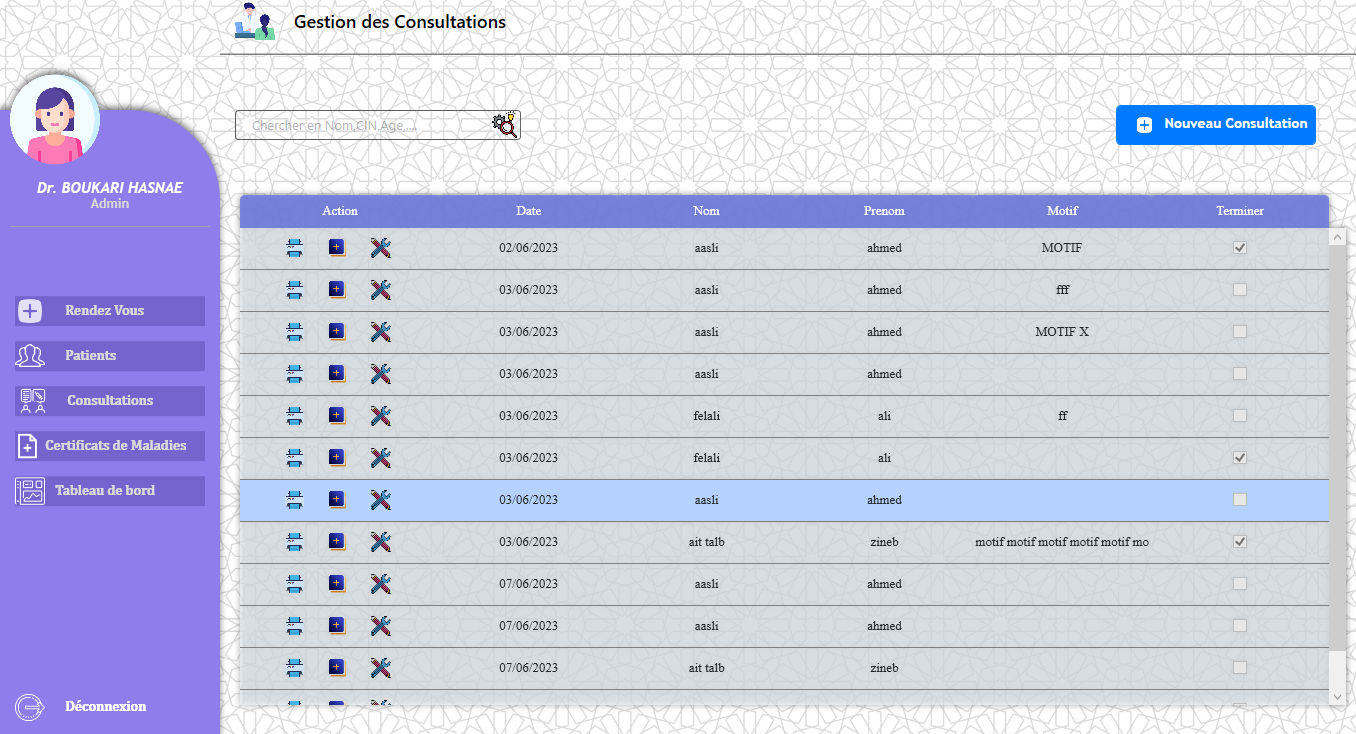 Gestion des Consultations
Chercher en Nom,CIN,Age,....
Nouveau Consultation
Dr. BOUKARI HASNAE
Admin
Rendez Vous
Patients
Consultations
Certificats de Maladies
Tableau de bord
Déconnexion
Action Date Nom Prenom Motif Terminer
02/06/2023 aasli ahmed MOTIF
03/06/2023 aasli ahmed fff
03/06/2023 aasli ahmed MOTIF X
03/06/2023 aasli ahmed
03/06/2023 felali ali ff
03/06/2023 felali ali
03/06/2023 aasli ahmed
03/06/2023 ait talb zineb motif motif motif motif motif mo
07/06/2023 aasli ahmed
07/06/2023 aasli ahmed
07/06/2023 ait talb zineb